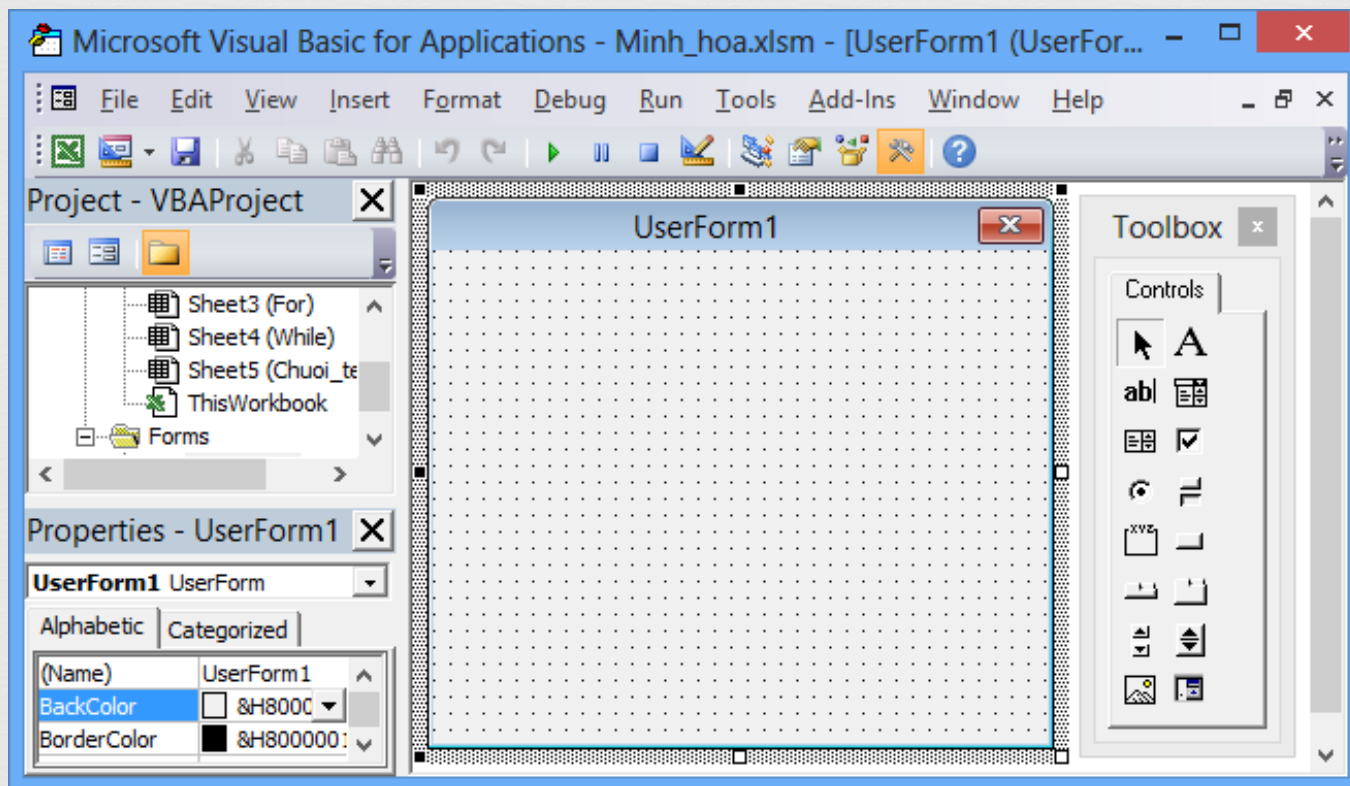 Microsoft Visual Basic for Applications - Minh_hoa.xlsm - [UserForm1 (UserFor...
File Edit View Insert Format Debug Run Tools Add-Ins Window Help
Project - VBAProject
Sheet3 (For)
Sheet4 (While)
Sheet5 (Chuoi_te
ThisWorkbook
Forms
Properties - UserForm1
UserForm1 UserForm
Alphabetic Categorized
(Name) UserForm1
BackColor &H8000
BorderColor &H8000001
UserForm1
Toolbox
Controls
A
ab
xyz